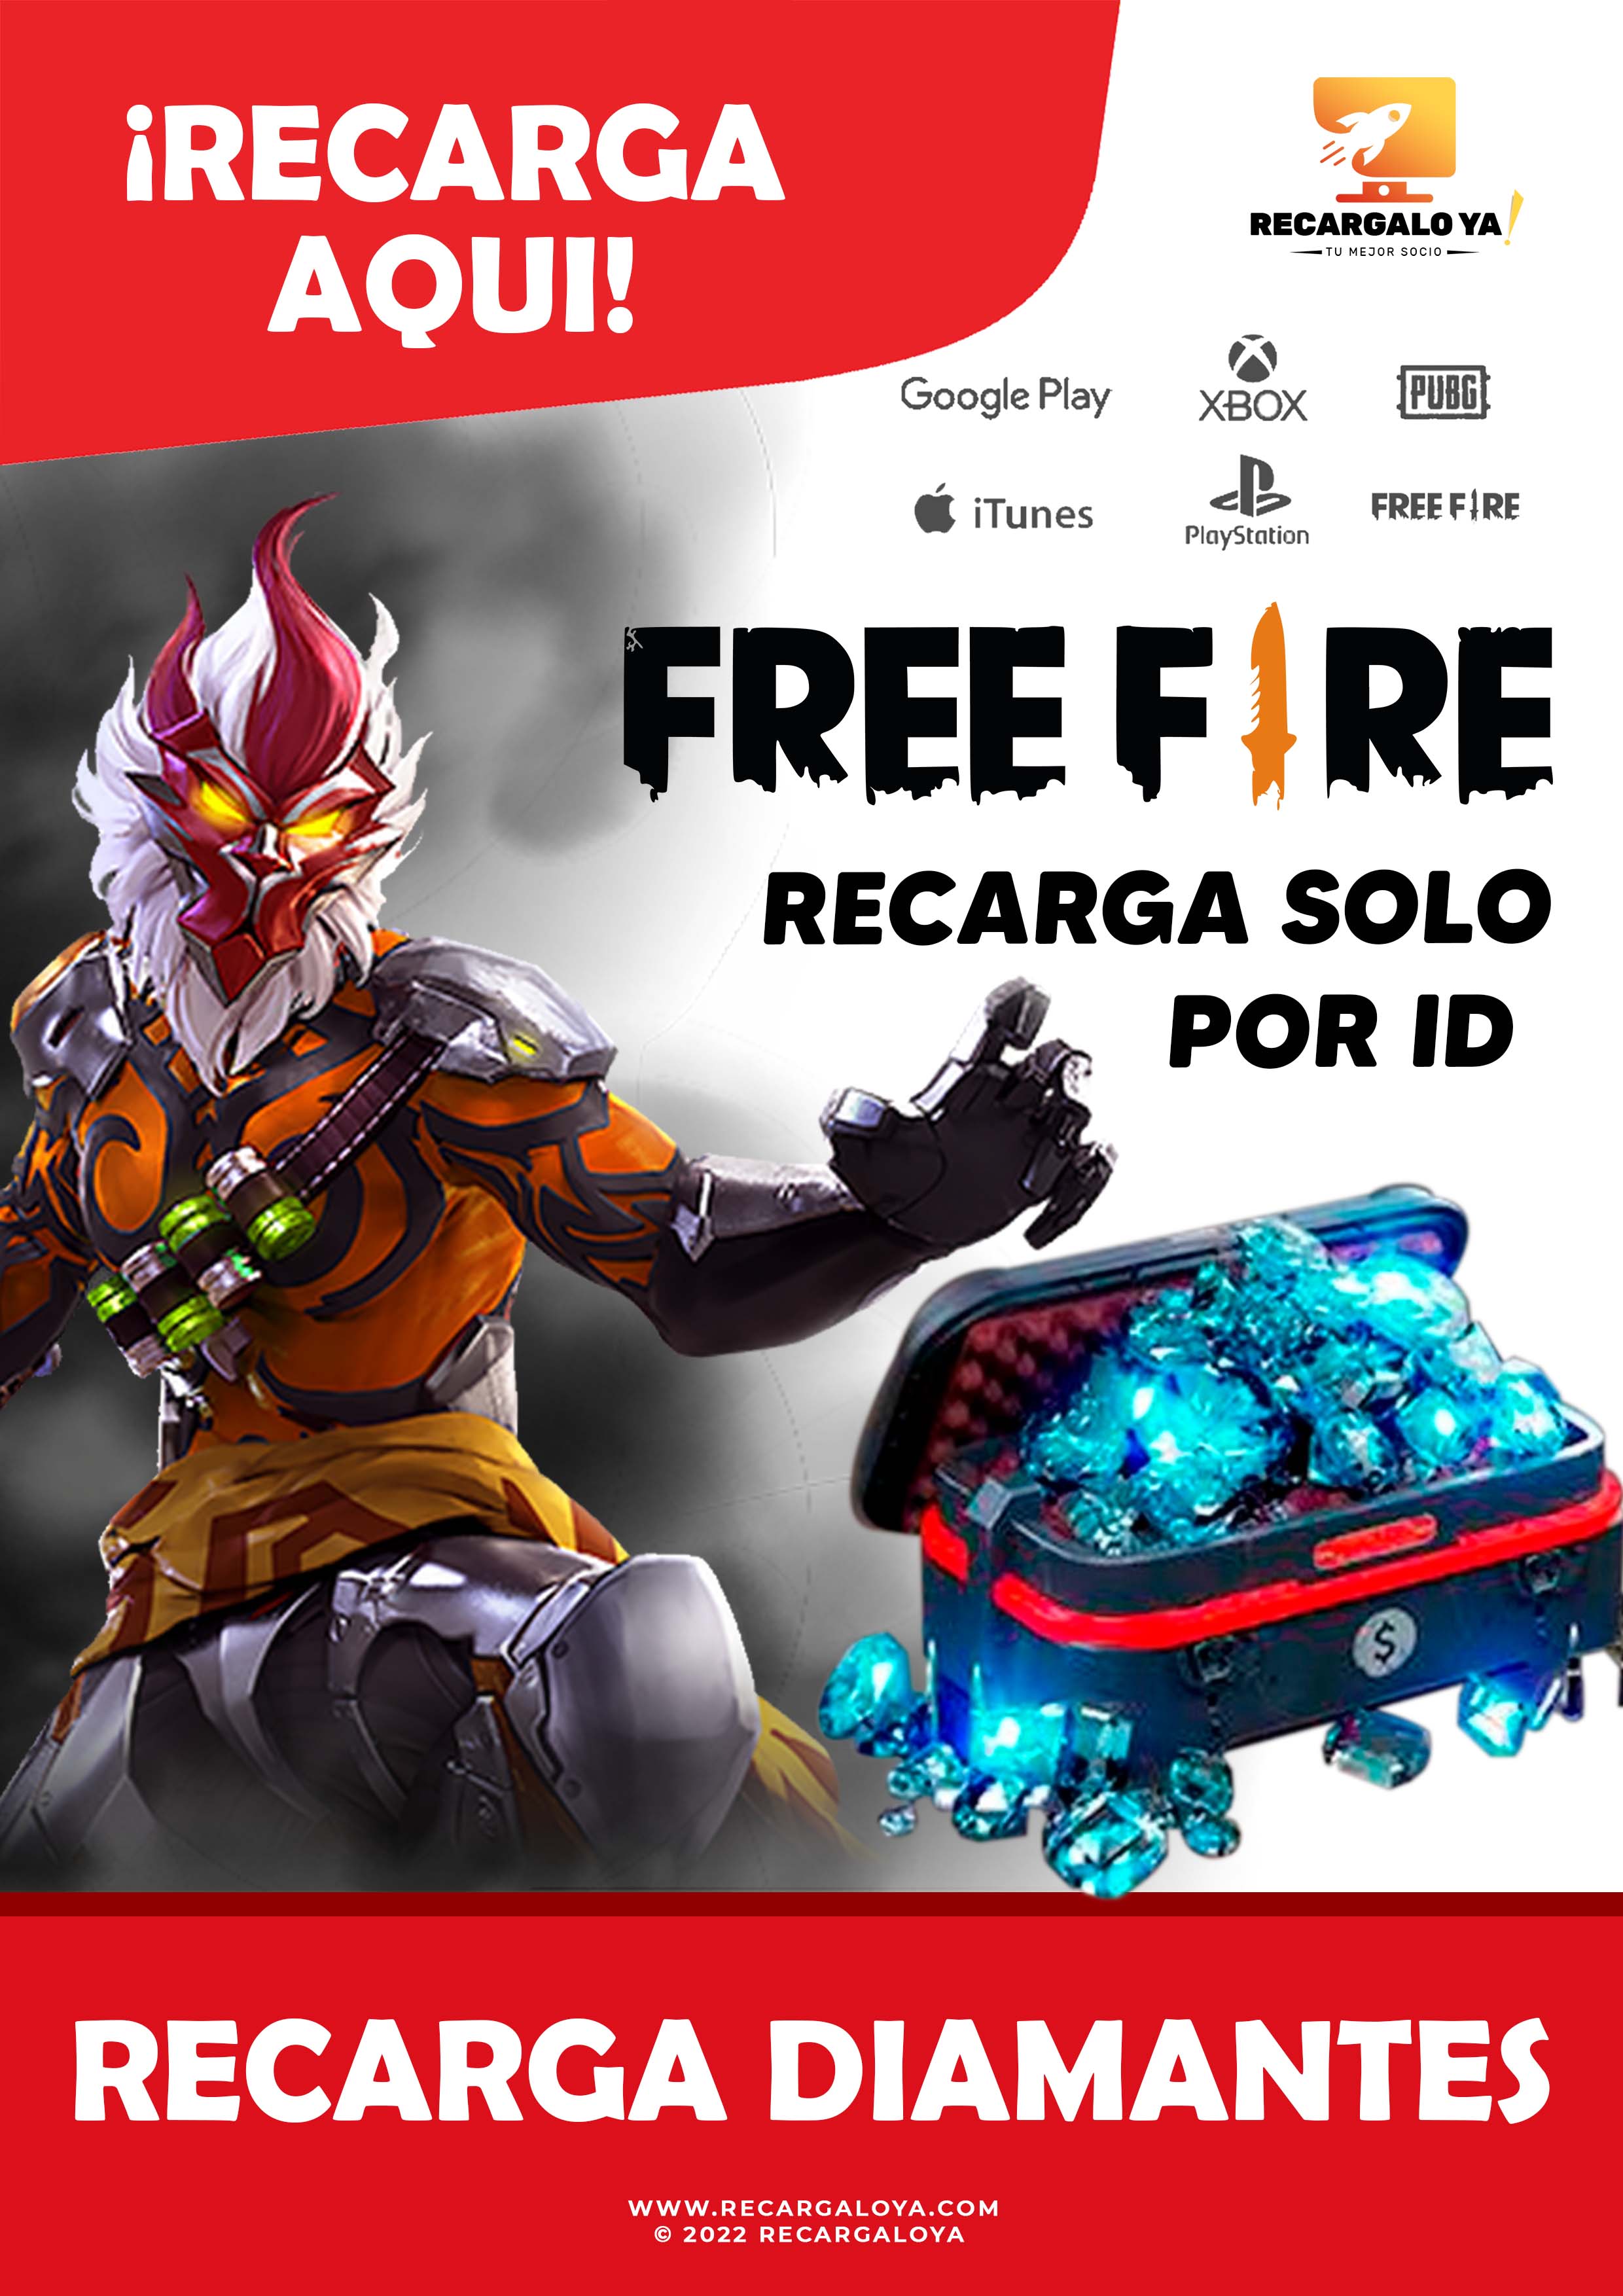 ¡RECARGA
AQUI!
RECARGALO YA!
TU MEJOR SOCIO
Google Play
XBOX
PUBG
iTunes
PlayStation
FREE FIRE
FREE FIRE
RECARGA SOLO
POR ID
$
RECARGA DIAMANTES
WWW.RECARGALOYA.COM
© 2022 RECARGALOYA